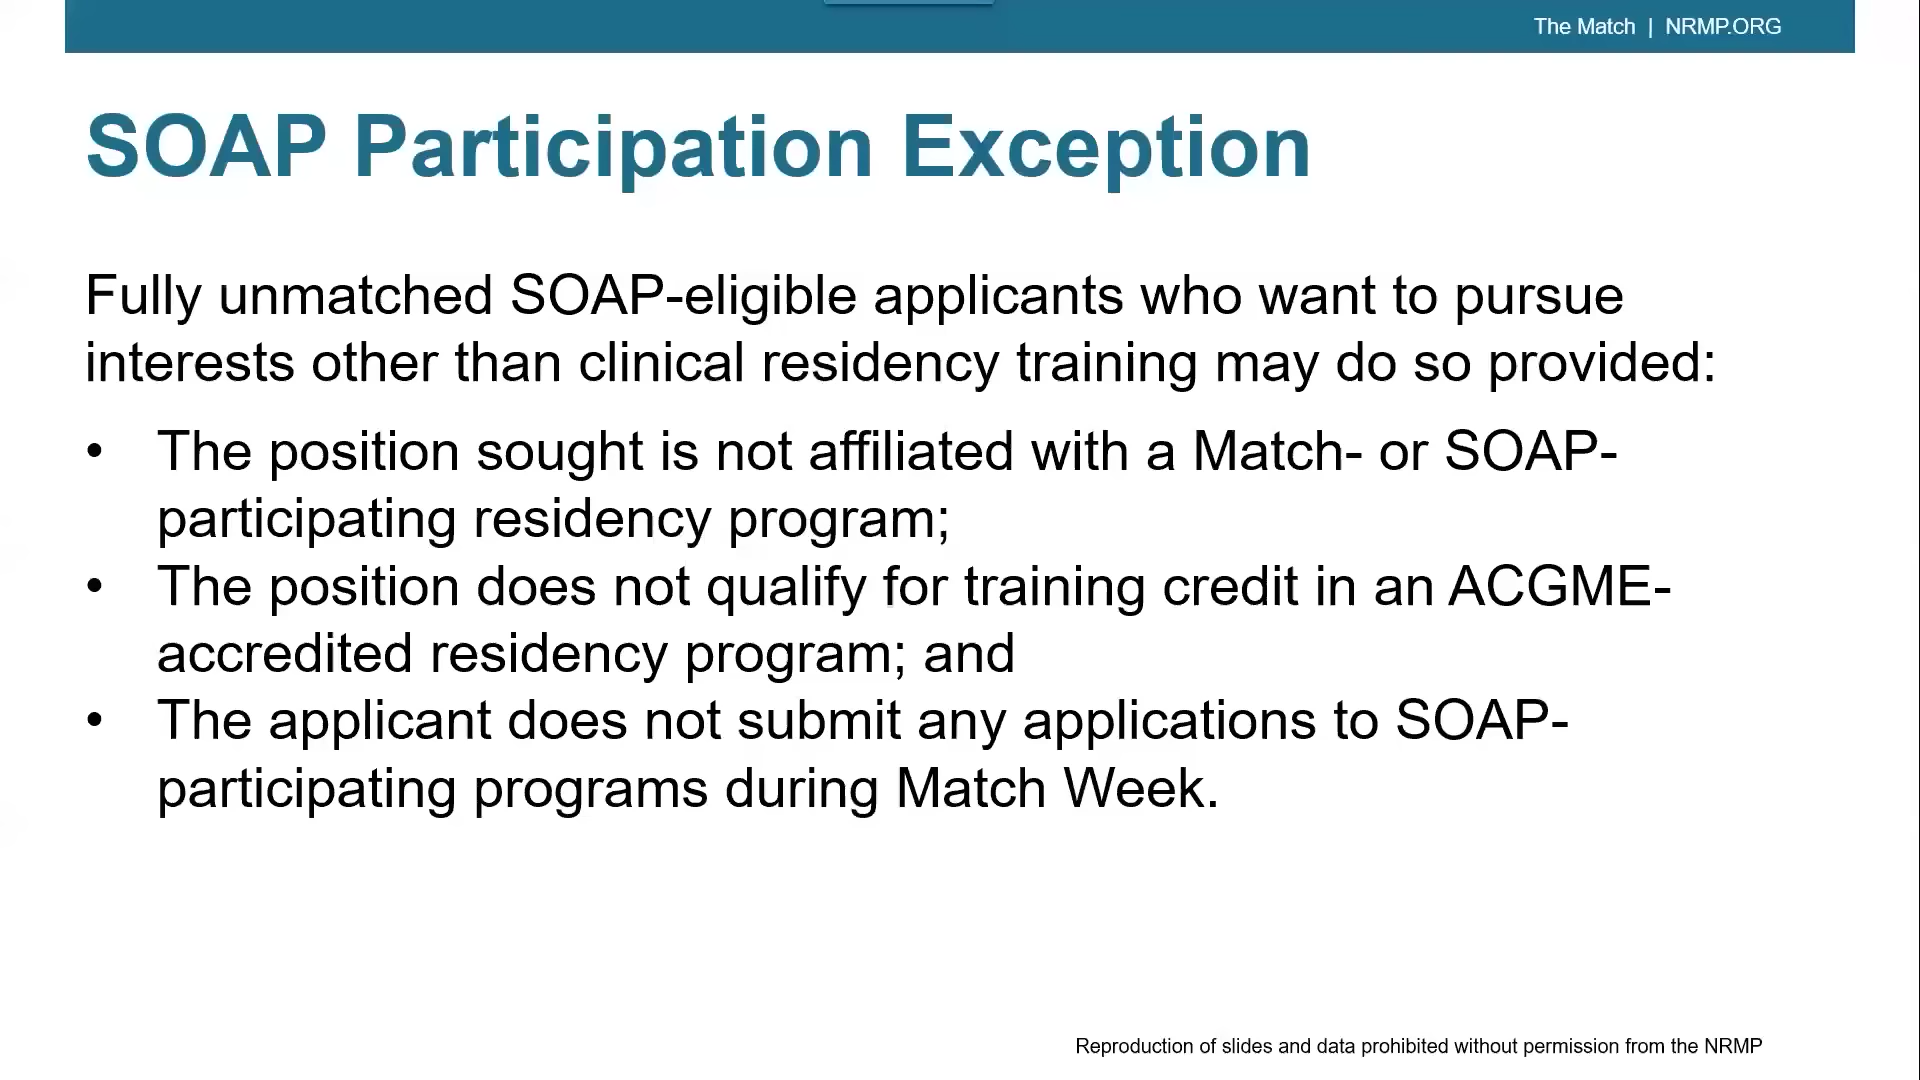 The Match | NRMP.ORG
SOAP Participation Exception
Fully unmatched SOAP-eligible applicants who want to pursue
interests other than clinical residency training may do so provided:
• The position sought is not affiliated with a Match- or SOAP-
participating residency program;
• The position does not qualify for training credit in an ACGME-
accredited residency program; and
• The applicant does not submit any applications to SOAP-
participating programs during Match Week.
Reproduction of slides and data prohibited without permission from the NRMP